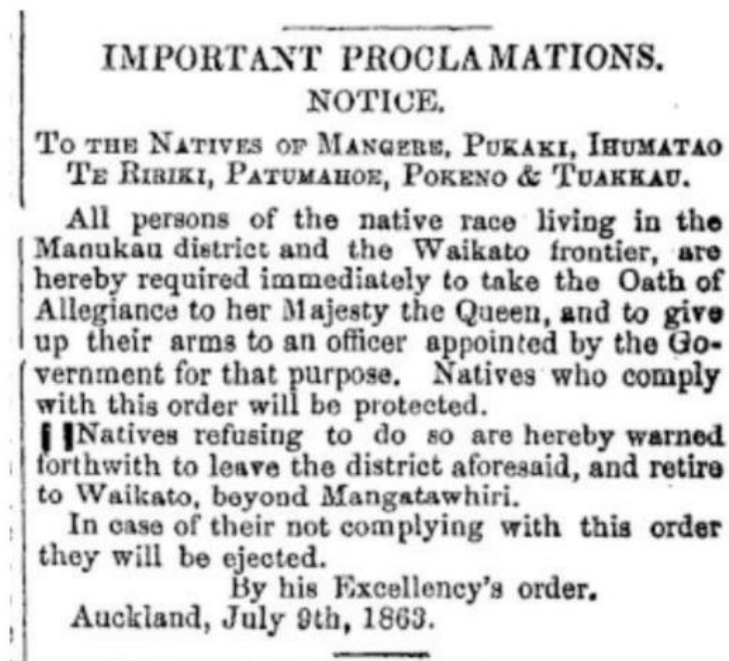 IMPORTANT PROCLAMATIONS.
NOTICE.
TO THE NATIVES OF MANGERE, PUKAKI, IHUMATAO
TE RIRIKI, PATUMAHOE, POKENO & TUAKKAU.
All persons of the native race living in the
Manukau district and the Waikato frontier, are
hereby required immediately to take the Oath of
Allegiance to her Majesty the Queen, and to give
up their arms to an officer appointed by the Go-
vernment for that purpose. Natives who comply
with this order will be protected.
Natives refusing to do so are hereby warned
forthwith to leave the district aforesaid, and retire
to Waikato, beyond Mangatawhiri.
In case of their not complying with this order
they will be ejected.
By his Excellency's order.
Auckland, July 9th, 1863.